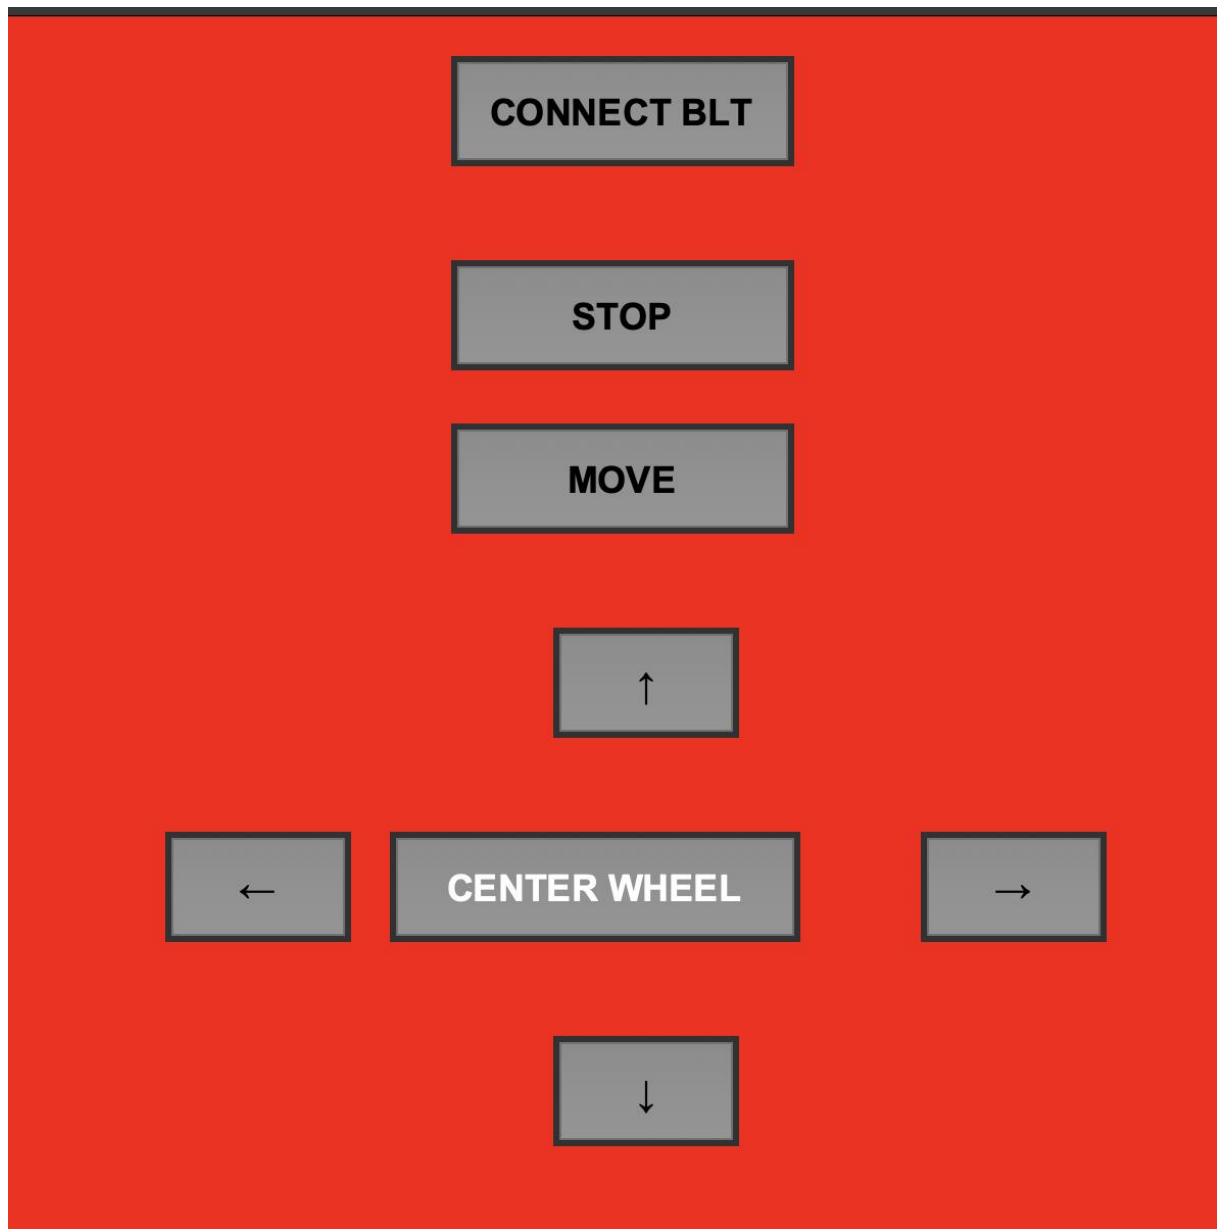 CONNECT BLT
STOP
MOVE
↑
← CENTER WHEEL →
↓